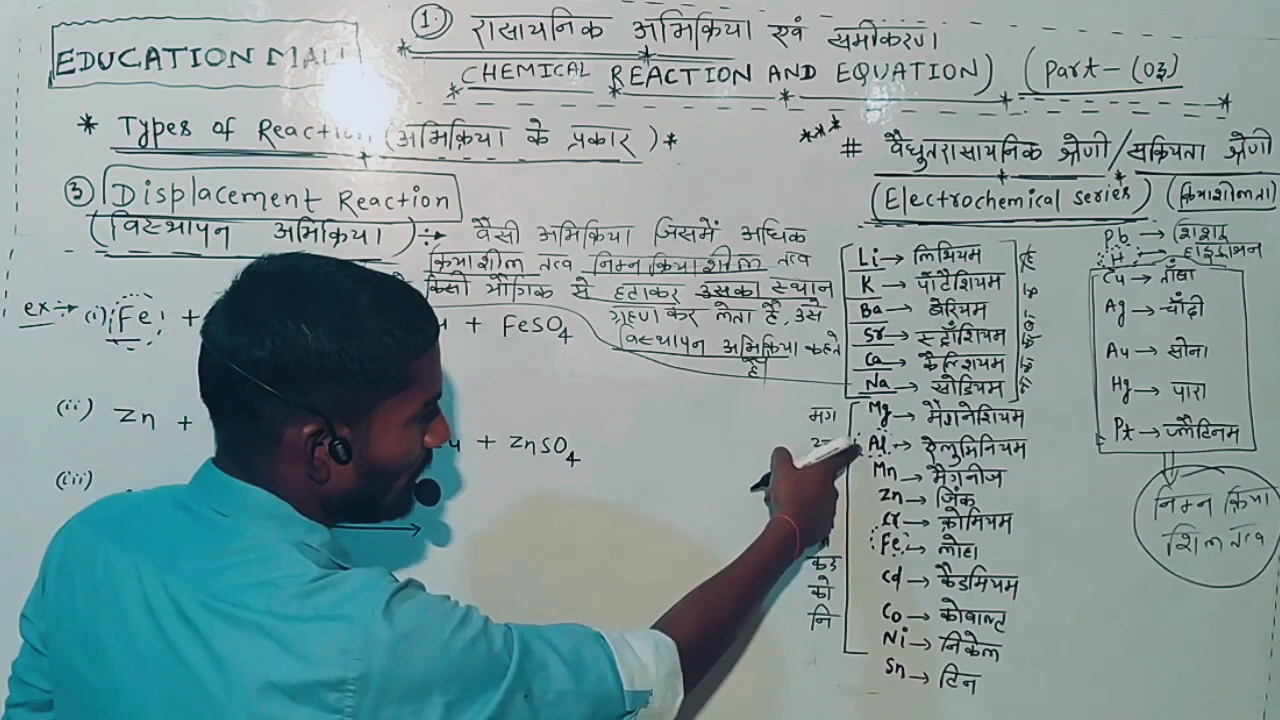 EDUCATION MALL
① रासायनिक अभिक्रिया एवं समीकरण
CHEMICAL REACTION AND EQUATION) (Part-(03)
* Types of Reaction (अभिक्रिया के प्रकार) *
③ Displacement Reaction
(विस्थापन अभिक्रिया) :→ वैसी अभिक्रिया जिसमें अधिक
क्रियाशील तत्व निम्न क्रियाशील तत्व
किसी यौगिक से हटाकर उसका स्थान
ग्रहण कर लेता है, उसे
विस्थापन अभिक्रिया कहते
है
ex :→ (i) Fe + + FeSO4
(ii) Zn + + ZnSO4
(iii) →
*** # वैधुतरासायनिक श्रेणी/सक्रियता श्रेणी
(Electrochemical series) (क्रियाशीलता)
Li → लिथियम
K → पोटैशियम
Ba → बेरियम
Sr → स्ट्रॉंशियम
Ca → कैल्शियम
Na → सोडियम
मग Mg → मैग्नेशियम
Al → ऐलुमिनियम
Mn → मैगनीज
Zn → जिंक
Cr → क्रोमियम
Fe → लोहा
कड Cd → कैडमियम
को Co → कोबाल्ट
नि Ni → निकेल
Sn → टिन
Pb → शिशा
H → हाइड्रोजन
Cu → ताँबा
Ag → चाँदी
Au → सोना
Hg → पारा
Pt → प्लैटिनम
निम्न क्रिया
शिल तत्व